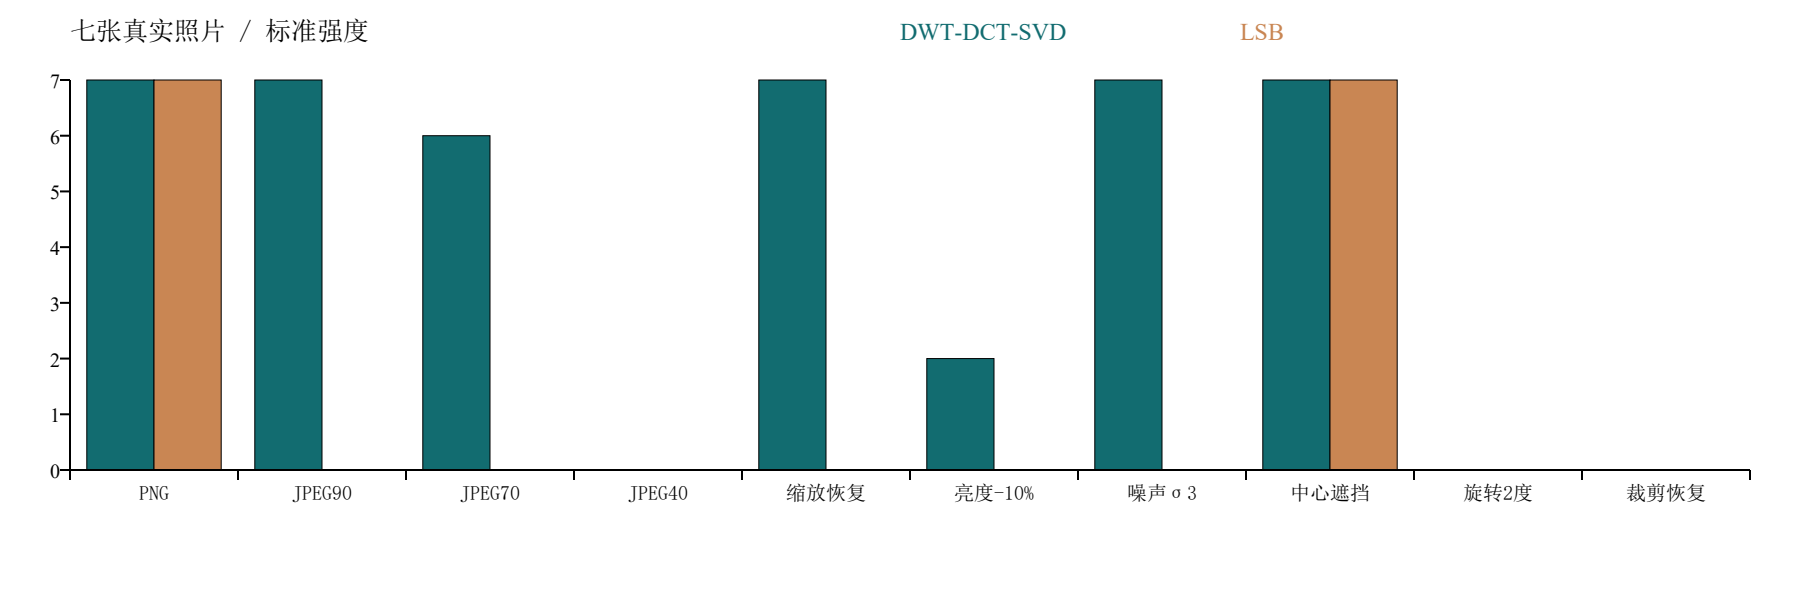 七张真实照片 / 标准强度
DWT-DCT-SVD
LSB
7
6
5
4
3
2
1
0
PNG
JPEG90
JPEG70
JPEG40
缩放恢复
亮度-10%
噪声σ3
中心遮挡
旋转2度
裁剪恢复